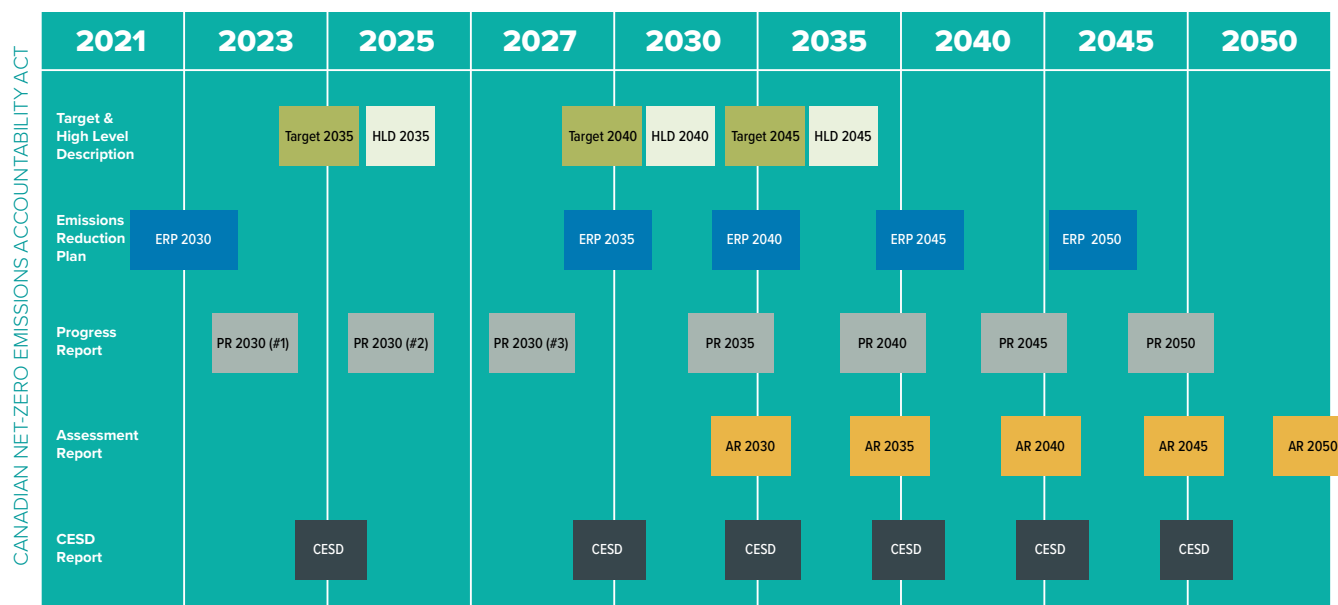 CANADIAN NET-ZERO EMISSIONS ACCOUNTABILITY ACT
2021 2023 2025 2027 2030 2035 2040 2045 2050
Target &
High Level
Description
Target 2035 HLD 2035 Target 2040 HLD 2040 Target 2045 HLD 2045
Emissions
Reduction
Plan
ERP 2030 ERP 2035 ERP 2040 ERP 2045 ERP 2050
Progress
Report
PR 2030 (#1) PR 2030 (#2) PR 2030 (#3) PR 2035 PR 2040 PR 2045 PR 2050
Assessment
Report
AR 2030 AR 2035 AR 2040 AR 2045 AR 2050
CESD
Report
CESD CESD CESD CESD CESD CESD